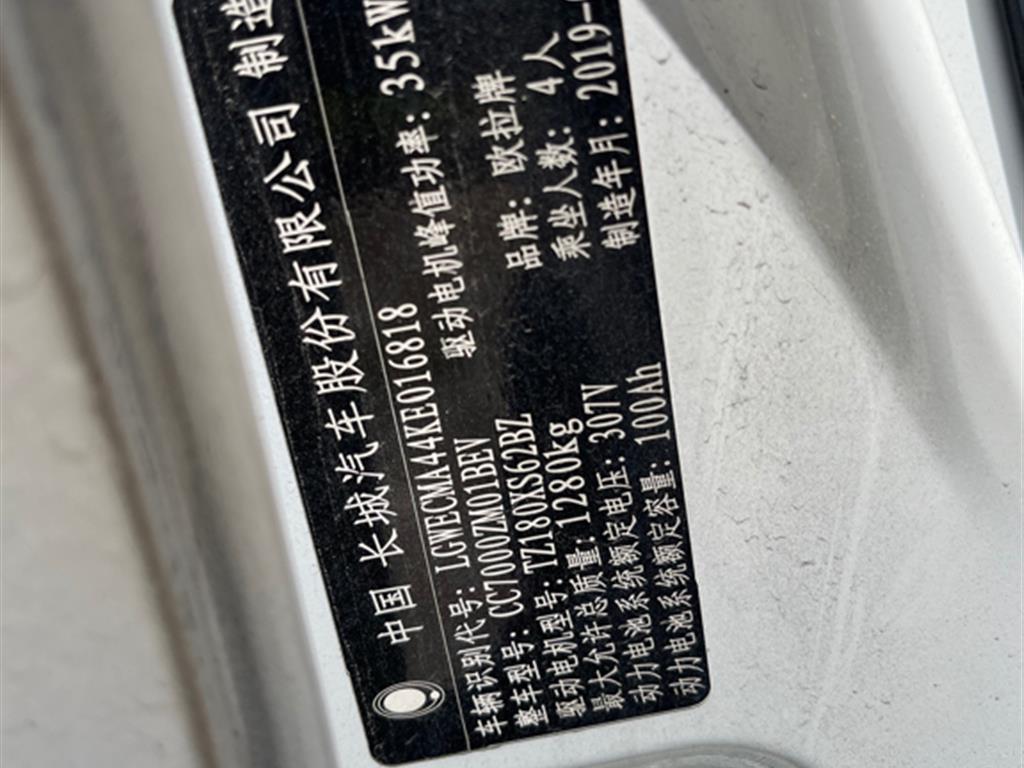 中国 长城汽车股份有限公司 制造
车辆识别代号: LGWECMA44KE016818
整车型号: CC7000ZM01BEV 驱动电机峰值功率: 35kW
驱动电机型号: TZ180XS62BZ 品牌: 欧拉牌
最大允许总质量: 1280kg 乘坐人数: 4人
动力电池系统额定电压: 307V 制造年月: 2019-
动力电池系统额定容量: 100Ah